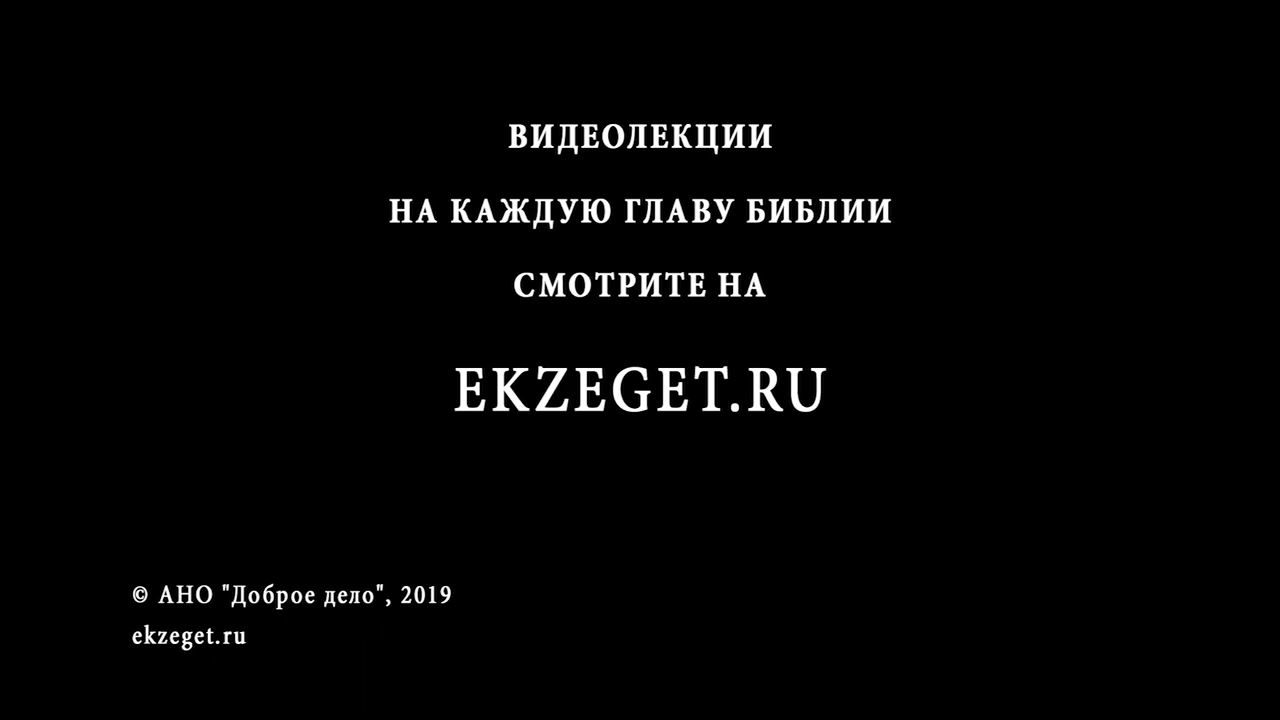 ВИДЕОЛЕКЦИИ
НА КАЖДУЮ ГЛАВУ БИБЛИИ
СМОТРИТЕ НА
EKZEGET.RU
© АНО "Доброе дело", 2019
ekzeget.ru